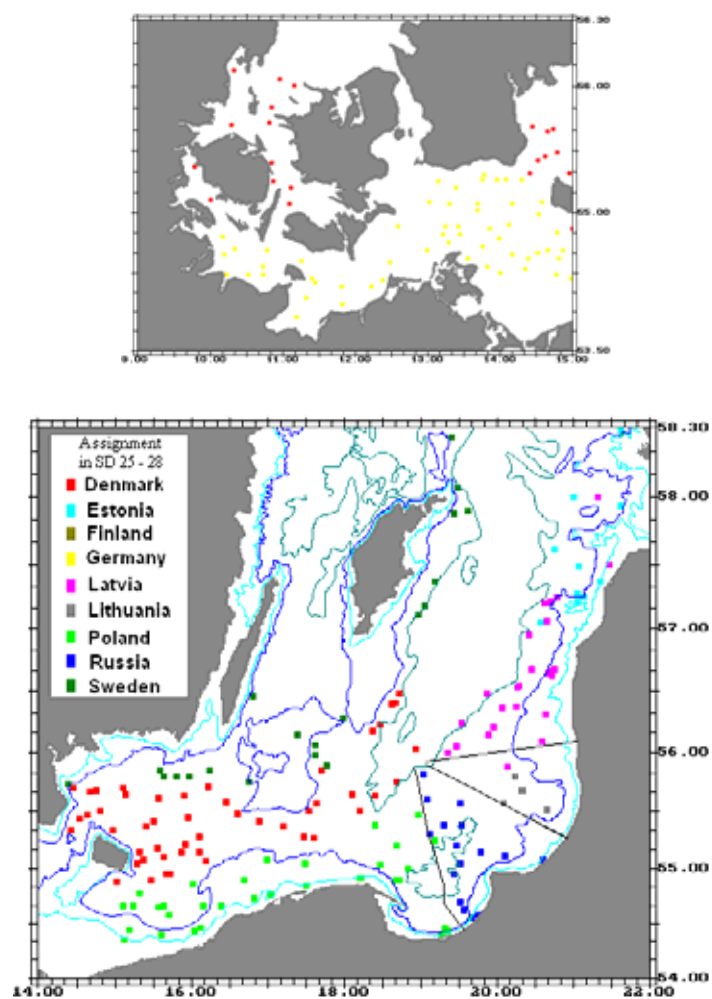 56.30
56.00
55.00
53.50
9.00 10.00 11.00 12.00 13.00 14.00 15.00
58.30
Assignment
in SD 25 - 28
Denmark
Estonia
Finland
Germany
Latvia
Lithuania
Poland
Russia
Sweden
58.00
57.00
56.00
55.00
54.00
14.00 16.00 18.00 20.00 22.00